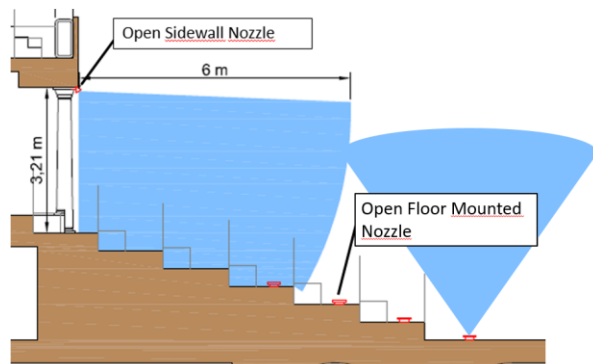 Open Sidewall Nozzle
6 m
3,21 m
Open Floor Mounted
Nozzle